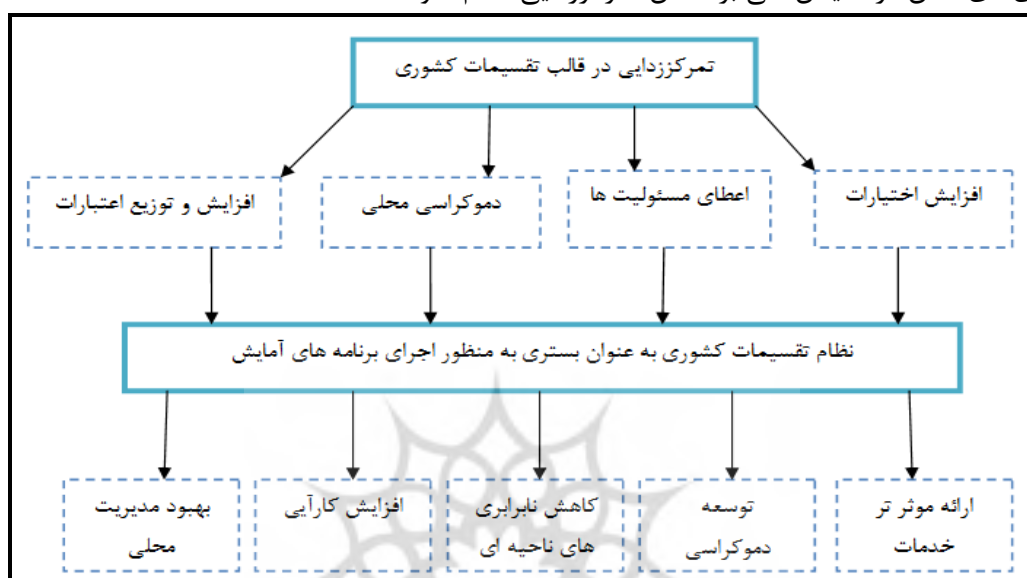 تمرکززدایی در قالب تقسیمات کشوری
افزایش اختیارات
اعطای مسئولیت ها
دموکراسی محلی
افزایش و توزیع اعتبارات
نظام تقسیمات کشوری به عنوان بستری به منظور اجرای برنامه های آمایش
ارائه موثر تر
خدمات
توسعه
دموکراسی
کاهش نابرابری
های ناحیه ای
افزایش کارآیی
بهبود مدیریت
محلی